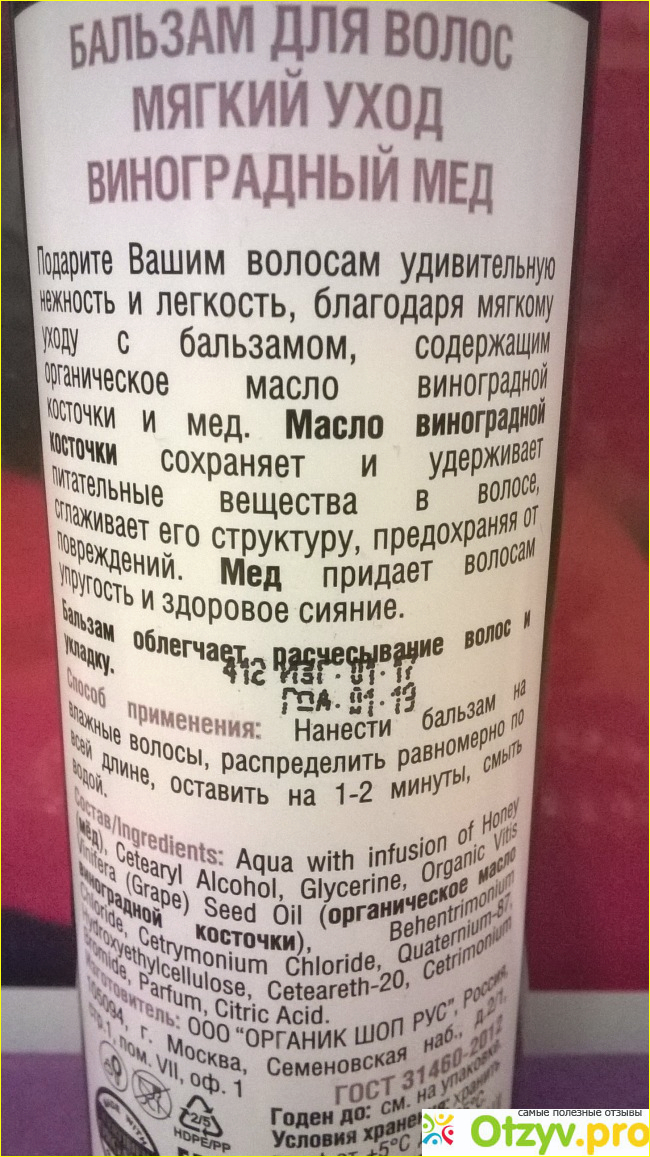 БАЛЬЗАМ ДЛЯ ВОЛОС
МЯГКИЙ УХОД
ВИНОГРАДНЫЙ МЕД
Подарите Вашим волосам удивительную
нежность и легкость, благодаря мягкому
уходу с бальзамом, содержащим
органическое масло виноградной
косточки и мед. Масло виноградной
косточки сохраняет и удерживает
питательные вещества в волосе,
сглаживает его структуру, предохраняя от
повреждений. Мед придает волосам
упругость и здоровое сияние.
Бальзам облегчает расчесывание волос и
укладку.
412 ИЗГ. 01. 17
ГОД. 01. 19
Способ применения: Нанести бальзам на
влажные волосы, распределить равномерно по
всей длине, оставить на 1-2 минуты, смыть
водой.
Состав/Ingredients: Aqua with infusion of Honey
(мёд), Cetearyl Alcohol, Glycerine, Organic Vitis
Vinifera (Grape) Seed Oil (органическое масло
виноградной косточки), Behentrimonium
Chloride, Cetrymonium Chloride, Quaternium-87,
Hydroxyethylcellulose, Ceteareth-20, Cetrimonium
Bromide, Parfum, Citric Acid.
Изготовитель: ООО "ОРГАНИК ШОП РУС", Россия,
105094, г. Москва, Семеновская наб., д.2/1,
стр.1, пом. VII, оф. 1
ГОСТ 31460-2012
2/5
HDPE/PP
Годен до: см. на упаковке.
Условия хранения: хранить
от +5°C
самые полезные отзывы
Otzyv.pro